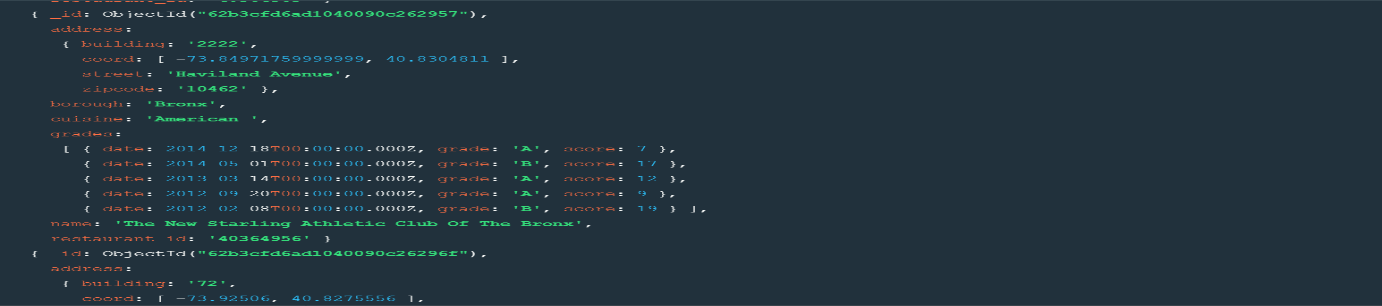 { _id: ObjectId("62b3cfd6ad1040090c262957"),
address:
{ building: '2222',
coord: [ -73.84971759999999, 40.8304811 ],
street: 'Haviland Avenue',
zipcode: '10462' },
borough: 'Bronx',
cuisine: 'American ',
grades:
[ { date: 2014-12-18T00:00:00.000Z, grade: 'A', score: 7 },
{ date: 2014-05-01T00:00:00.000Z, grade: 'B', score: 17 },
{ date: 2013-03-14T00:00:00.000Z, grade: 'A', score: 12 },
{ date: 2012-09-20T00:00:00.000Z, grade: 'A', score: 9 },
{ date: 2012-02-08T00:00:00.000Z, grade: 'B', score: 19 } ],
name: 'The New Starling Athletic Club Of The Bronx',
restaurant_id: '40364956' }
{ _id: ObjectId("62b3cfd6ad1040090c26296f"),
address:
{ building: '72',
coord: [ -73.92506, 40.8275556 ],